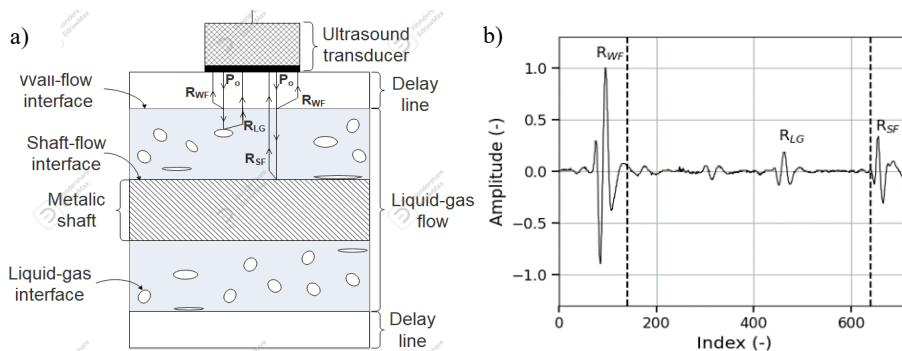 a)
Ultrasound
transducer
Wall-flow
interface
P₀
P₀
Delay
line
R_WF
R_WF
R_LG
Shaft-flow
interface
R_SF
Metalic
shaft
Liquid-gas
flow
Liquid-gas
interface
Delay
line
b)
R_WF
R_LG
R_SF
1.0
0.5
0.0
−0.5
−1.0
Amplitude (-)
0
200
400
600
Index (-)